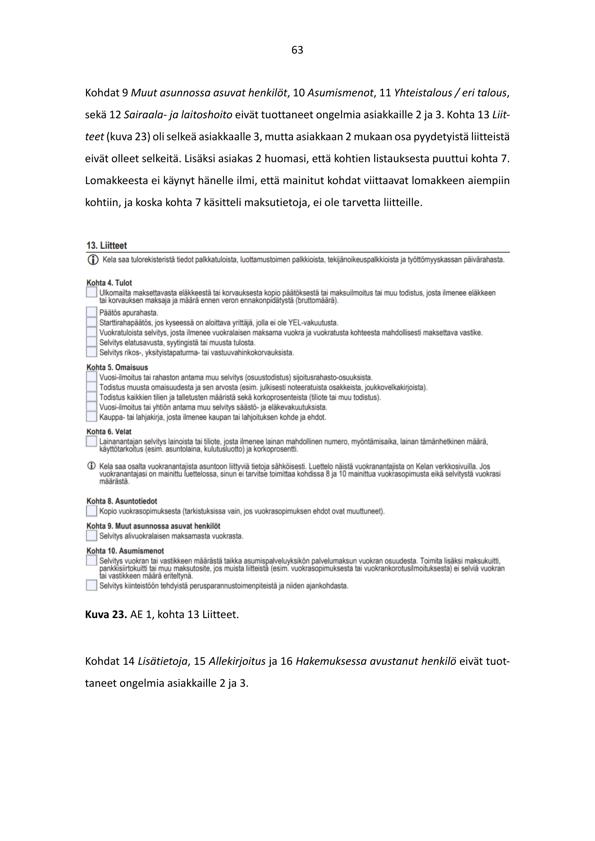 63
Kohdat 9 Muut asunnossa asuvat henkilöt, 10 Asumismenot, 11 Yhteistalous / eri talous,
sekä 12 Sairaala- ja laitoshoito eivät tuottaneet ongelmia asiakkaille 2 ja 3. Kohta 13 Liit-
teet (kuva 23) oli selkeä asiakkaalle 3, mutta asiakkaan 2 mukaan osa pyydetyistä liitteistä
eivät olleet selkeitä. Lisäksi asiakas 2 huomasi, että kohtien listauksesta puuttui kohta 7.
Lomakkeesta ei käynyt hänelle ilmi, että mainitut kohdat viittaavat lomakkeen aiempiin
kohtiin, ja koska kohta 7 käsitteli maksutietoja, ei ole tarvetta liitteille.
13. Liitteet
Kela saa tulorekisteristä tiedot palkkatuloista, luottamustoimen palkkioista, tekijänoikeuspalkkioista ja työttömyyskassan päivärahasta.
Kohta 4. Tulot
Ulkomailta maksettavasta eläkkeestä tai korvauksesta kopio päätöksestä tai maksuilmoitus tai muu todistus, josta ilmenee eläkkeen
tai korvauksen maksaja ja määrä ennen veron ennakonpidätystä (bruttomäärä).
Päätös apurahasta.
Starttirahapäätös, jos kyseessä on aloittava yrittäjä, jolla ei ole YEL-vakuutusta.
Vuokratuloista selvitys, josta ilmenee vuokralaisen maksama vuokra ja vuokratusta kohteesta mahdollisesti maksettava vastike.
Selvitys elatusavusta, syytingistä tai muusta tulosta.
Selvitys rikos-, yksityistapaturma- tai vastuuvahinkokorvauksista.
Kohta 5. Omaisuus
Vuosi-ilmoitus tai rahaston antama muu selvitys (osuustodistus) sijoitusrahasto-osuuksista.
Todistus muusta omaisuudesta ja sen arvosta (esim. julkisesti noteeratuista osakkeista, joukkovelkakirjoista).
Todistus kaikkien tilien ja talletusten määristä sekä korkoprosenteista (tiliote tai muu todistus).
Vuosi-ilmoitus tai yhtiön antama muu selvitys säästö- ja eläkevakuutuksista.
Kauppa- tai lahjakirja, josta ilmenee kaupan tai lahjoituksen kohde ja ehdot.
Kohta 6. Velat
Lainanantajan selvitys lainoista tai tiliote, josta ilmenee lainan mahdollinen numero, myöntämisaika, lainan tämänhetkinen määrä,
käyttötarkoitus (esim. asuntolaina, kulutusluotto) ja korkoprosentti.
Kela saa osalta vuokranantajista asuntoon liittyviä tietoja sähköisesti. Luettelo näistä vuokranantajista on Kelan verkkosivuilla. Jos
vuokranantajasi on mainittu luettelossa, sinun ei tarvitse toimittaa kohdissa 8 ja 10 mainittua vuokrasopimusta eikä selvitystä vuokrasi
määrästä.
Kohta 8. Asuntotiedot
Kopio vuokrasopimuksesta (tarkistuksissa vain, jos vuokrasopimuksen ehdot ovat muuttuneet).
Kohta 9. Muut asunnossa asuvat henkilöt
Selvitys alivuokralaisen maksamasta vuokrasta.
Kohta 10. Asumismenot
Selvitys vuokran tai vastikkeen määrästä taikka asumispalveluyksikön palvelumaksun vuokran osuudesta. Toimita lisäksi maksukuitti,
pankkisiirtokuitti tai muu maksutosite, jos muista liitteistä (esim. vuokrasopimuksesta tai vuokrankorotusilmoituksesta) ei selviä vuokran
tai vastikkeen määrä eriteltynä.
Selvitys kiinteistöön tehdyistä perusparannustoimenpiteistä ja niiden ajankohdasta.
Kuva 23. AE 1, kohta 13 Liitteet.
Kohdat 14 Lisätietoja, 15 Allekirjoitus ja 16 Hakemuksessa avustanut henkilö eivät tuot-
taneet ongelmia asiakkaille 2 ja 3.